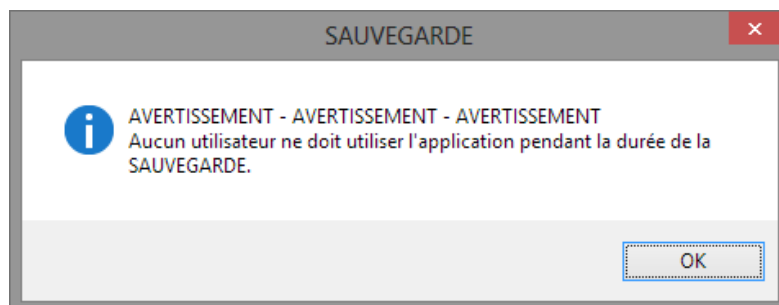 SAUVEGARDE
AVERTISSEMENT - AVERTISSEMENT - AVERTISSEMENT
Aucun utilisateur ne doit utiliser l'application pendant la durée de la
SAUVEGARDE.
OK